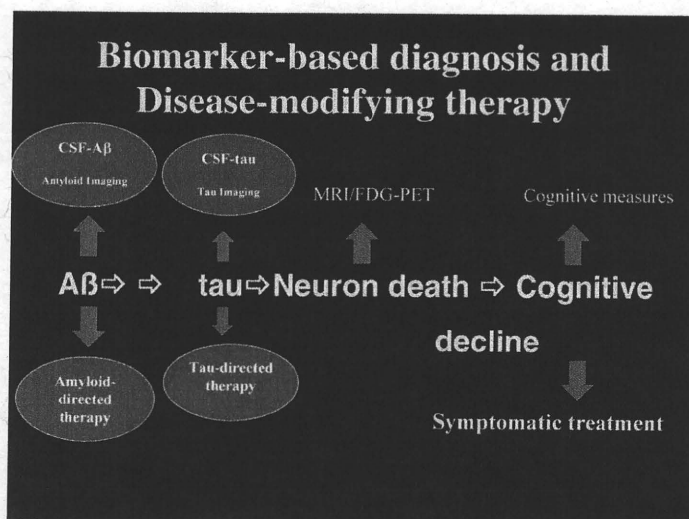 Biomarker-based diagnosis and
Disease-modifying therapy
CSF-Aβ
Amyloid Imaging
CSF-tau
Tau Imaging
MRI/FDG-PET
Cognitive measures
Aß⇨ ⇨ tau⇨Neuron death ⇨ Cognitive
decline
Amyloid-
directed
therapy
Tau-directed
therapy
Symptomatic treatment